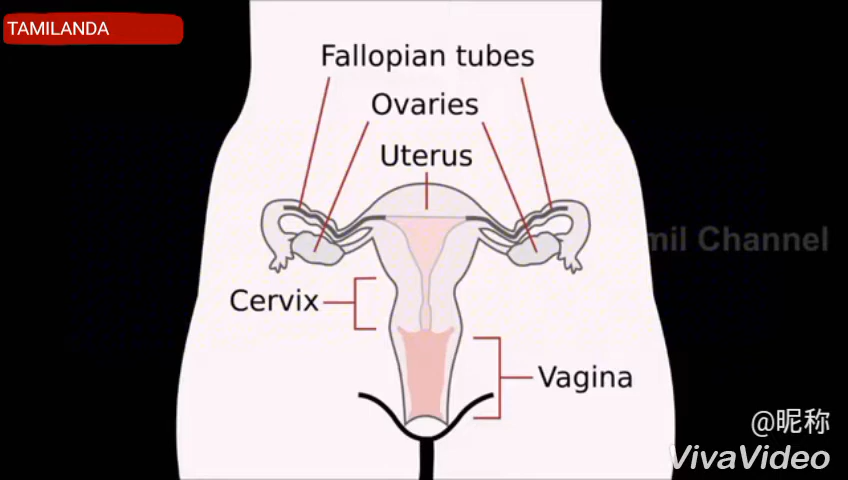 TAMILANDA
Fallopian tubes
Ovaries
Uterus
mil Channel
Cervix
Vagina
@昵称
VivaVideo